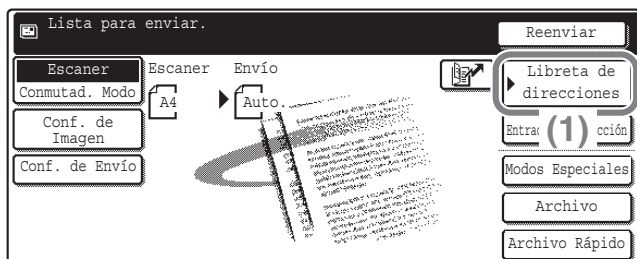 Lista para enviar.
Reenviar
Escaner
Conmutad. Modo
Conf. de
Imagen
Conf. de Envío
Escaner
A4
Envío
Auto.
Libreta de
direcciones
(1)
Modos Especiales
Archivo
Archivo Rápido